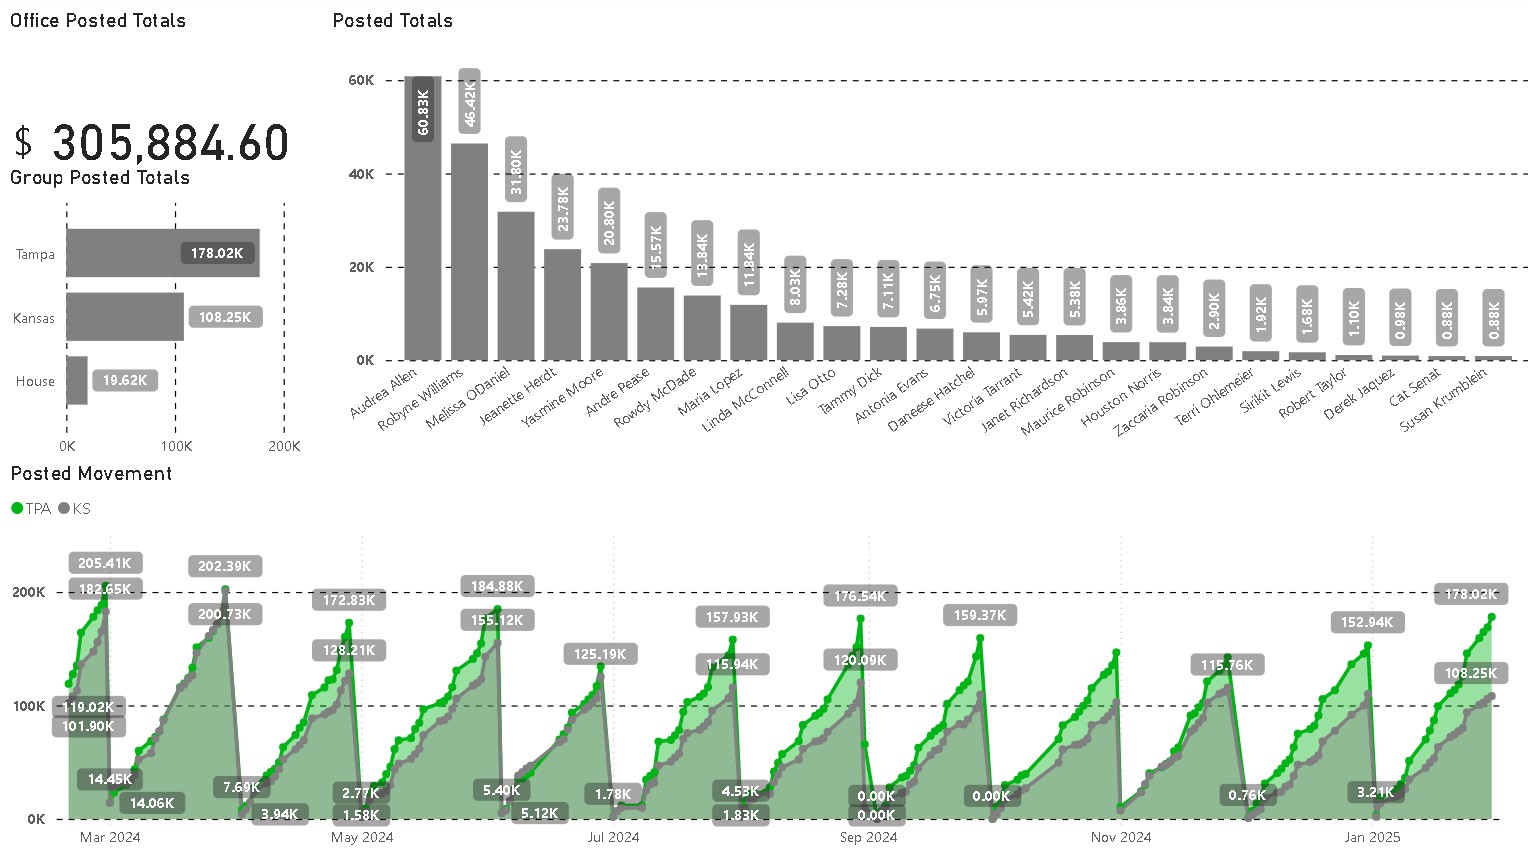 Office Posted Totals
$ 305,884.60
Group Posted Totals
Tampa 178.02K
Kansas 108.25K
House 19.62K
0K 100K 200K
Posted Totals
60K
40K
20K
0K
60.83K 46.42K 31.80K 23.78K 20.80K 15.57K 13.84K 11.84K 8.03K 7.28K 7.11K 6.75K 5.97K 5.42K 5.38K 3.86K 3.84K 2.90K 1.92K 1.68K 1.10K 0.98K 0.88K 0.88K
Audrea Allen
Robyne Williams
Melissa ODaniel
Jeanette Herdt
Yasmine Moore
Andre Pease
Rowdy McDade
Maria Lopez
Linda McConnell
Lisa Otto
Tammy Dick
Antonia Evans
Daneese Hatchel
Victoria Tarrant
Janet Richardson
Maurice Robinson
Houston Norris
Zaccaria Robinson
Terri Ohlemeier
Sirikit Lewis
Robert Taylor
Derek Jaquez
Cat Senat
Susan Krumblein
Posted Movement
TPA KS
200K
100K
0K
205.41K 202.39K 172.83K 184.88K 125.19K 157.93K 176.54K 159.37K 115.76K 152.94K 178.02K
182.65K 200.73K 128.21K 155.12K 115.94K 120.09K 108.25K
119.02K
101.90K
14.45K 7.69K 2.77K 5.40K 1.78K 4.53K 0.00K 0.00K 0.76K 3.21K
14.06K 3.94K 1.58K 5.12K 1.83K 0.00K
Mar 2024 May 2024 Jul 2024 Sep 2024 Nov 2024 Jan 2025